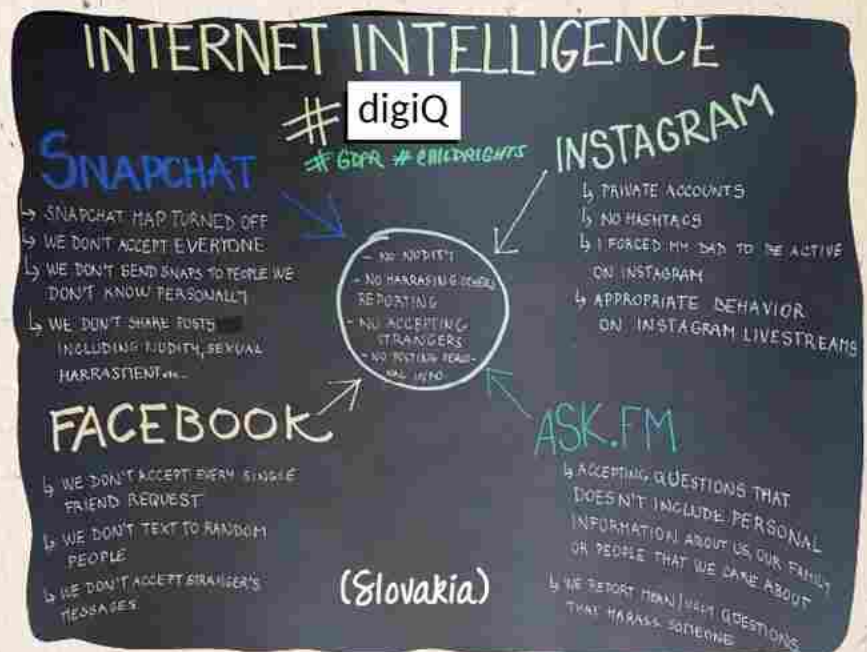 INTERNET INTELLIGENCE
# digiQ
#GDPR #CHILDRIGHTS
SNAPCHAT
↳ SNAPCHAT MAP TURNED OFF
↳ WE DON'T ACCEPT EVERYONE
↳ WE DON'T SEND SNAPS TO PEOPLE WE
DON'T KNOW PERSONALLY
↳ WE DON'T SHARE POSTS
INCLUDING NUDITY, SEXUAL
HARRASMENT etc...
INSTAGRAM
↳ PRIVATE ACCOUNTS
↳ NO HASHTAGS
↳ I FORCED MY DAD TO BE ACTIVE
ON INSTAGRAM
↳ APPROPRIATE BEHAVIOR
ON INSTAGRAM LIVESTREAMS
- NO NUDITY
- NO HARRASING OTHERS
REPORTING
- NO ACCEPTING
STRANGERS
- NO POSTING PERSO-
NAL INFO
FACEBOOK
↳ WE DON'T ACCEPT EVERY SINGLE
FRIEND REQUEST
↳ WE DON'T TEXT TO RANDOM
PEOPLE
↳ WE DON'T ACCEPT STRANGER'S
MESSAGES
ASK.FM
↳ ACCEPTING QUESTIONS THAT
DOESN'T INCLUDE PERSONAL
INFORMATION ABOUT US, OUR FAMILY
OR PEOPLE THAT WE CARE ABOUT
↳ WE REPORT MEAN/UGLY QUESTIONS
THAT HARASS SOMEONE
(Slovakia)